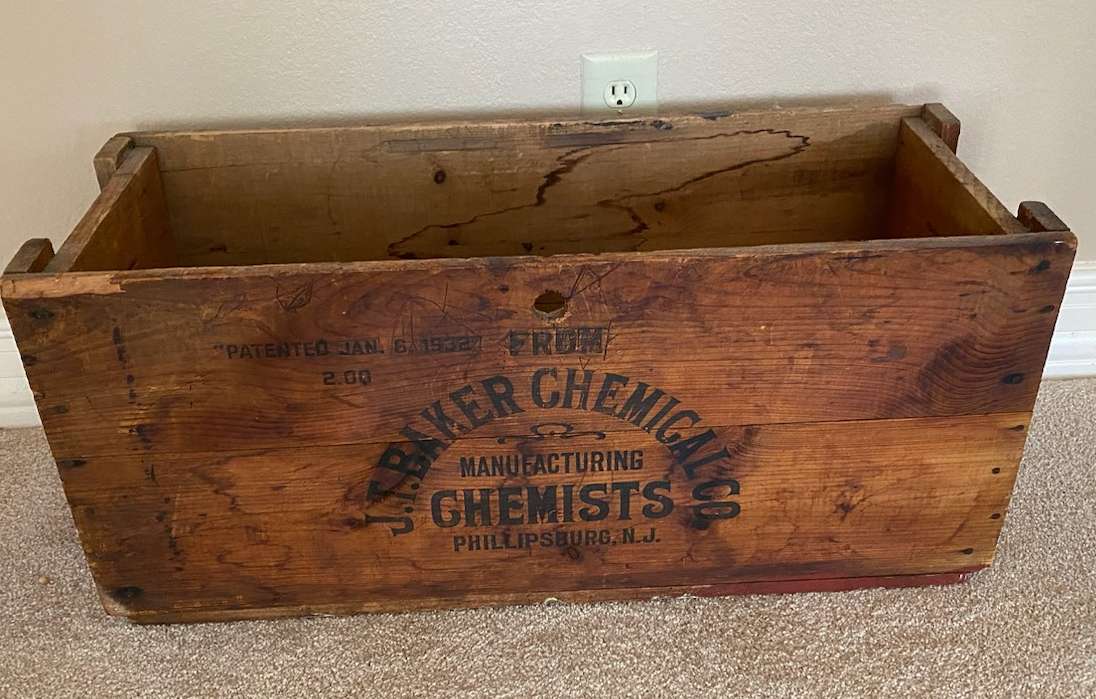 "PATENTED JAN. 6, 1932
2.00
FROM
J.T. BAKER CHEMICAL CO.
MANUFACTURING
CHEMISTS
PHILLIPSBURG, N.J.